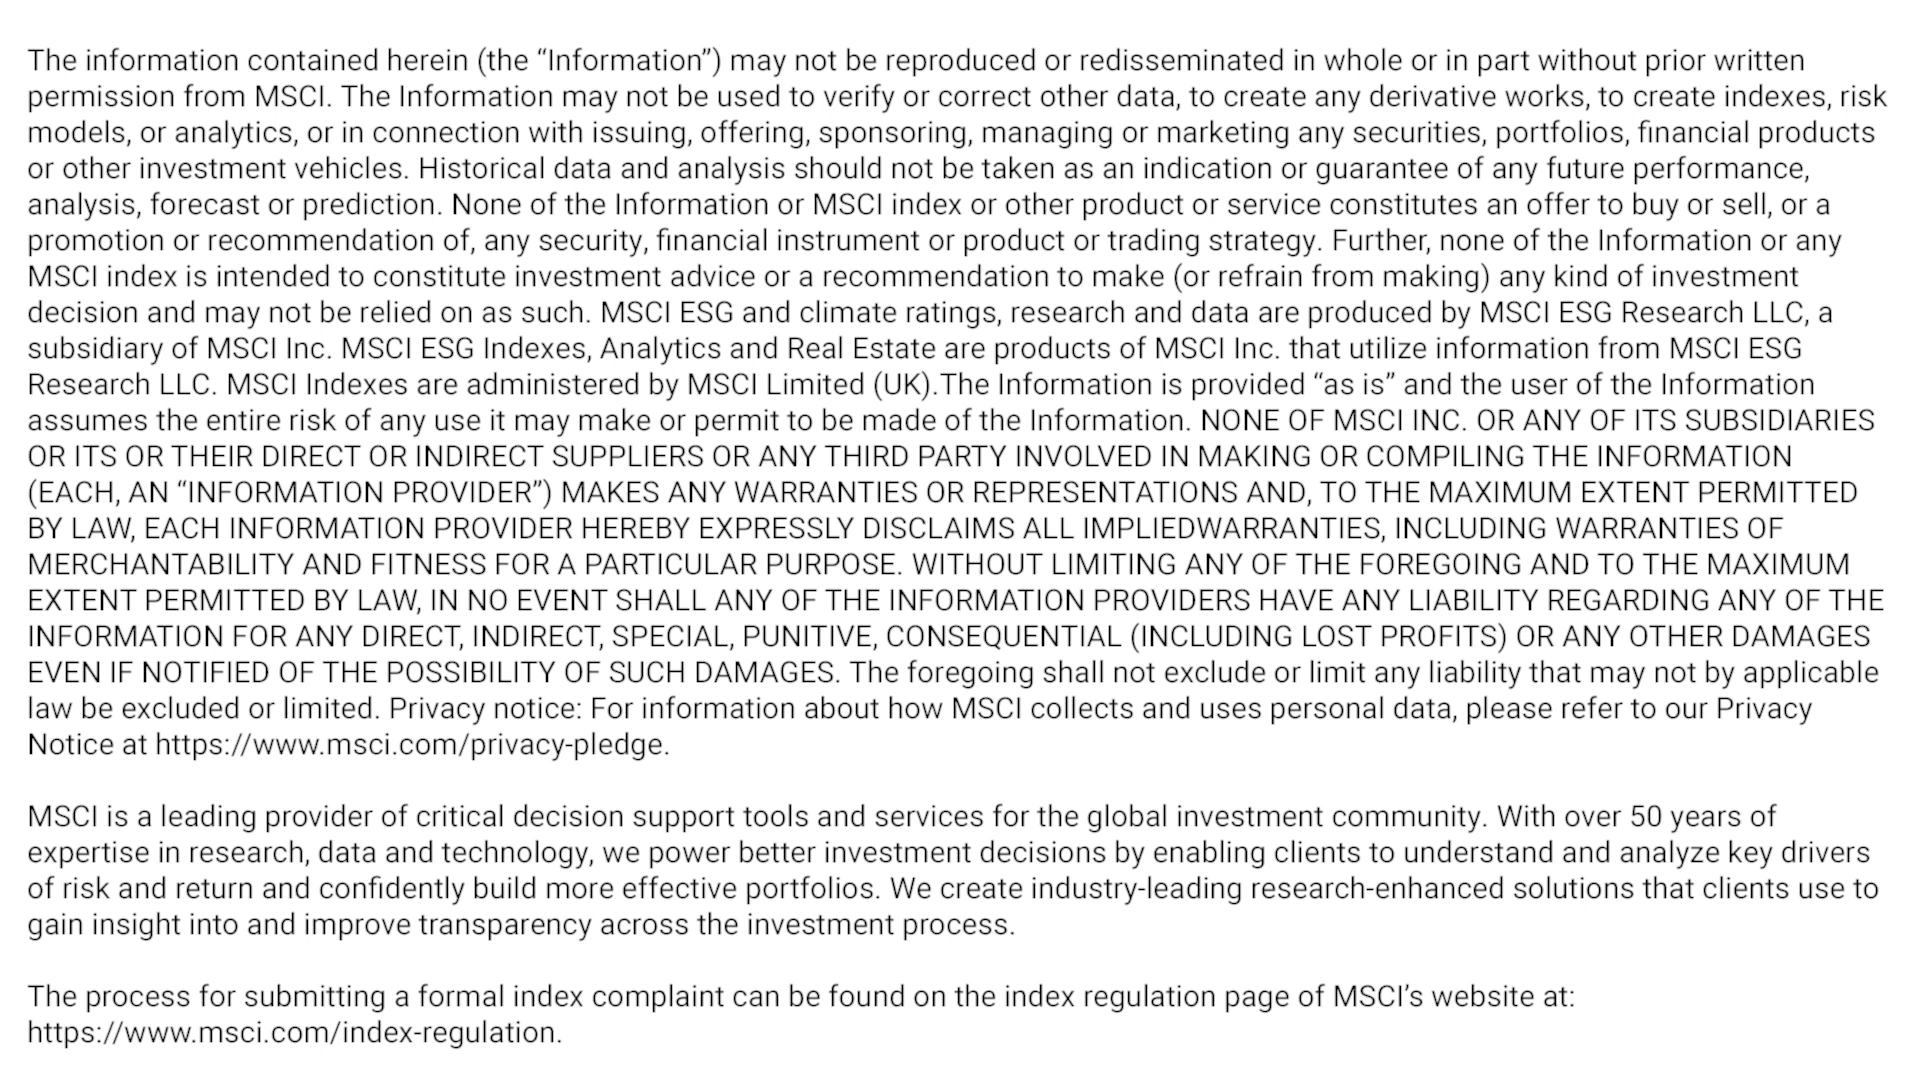 The information contained herein (the “Information”) may not be reproduced or redisseminated in whole or in part without prior written
permission from MSCI. The Information may not be used to verify or correct other data, to create any derivative works, to create indexes, risk
models, or analytics, or in connection with issuing, offering, sponsoring, managing or marketing any securities, portfolios, financial products
or other investment vehicles. Historical data and analysis should not be taken as an indication or guarantee of any future performance,
analysis, forecast or prediction. None of the Information or MSCI index or other product or service constitutes an offer to buy or sell, or a
promotion or recommendation of, any security, financial instrument or product or trading strategy. Further, none of the Information or any
MSCI index is intended to constitute investment advice or a recommendation to make (or refrain from making) any kind of investment
decision and may not be relied on as such. MSCI ESG and climate ratings, research and data are produced by MSCI ESG Research LLC, a
subsidiary of MSCI Inc. MSCI ESG Indexes, Analytics and Real Estate are products of MSCI Inc. that utilize information from MSCI ESG
Research LLC. MSCI Indexes are administered by MSCI Limited (UK).The Information is provided “as is” and the user of the Information
assumes the entire risk of any use it may make or permit to be made of the Information. NONE OF MSCI INC. OR ANY OF ITS SUBSIDIARIES
OR ITS OR THEIR DIRECT OR INDIRECT SUPPLIERS OR ANY THIRD PARTY INVOLVED IN MAKING OR COMPILING THE INFORMATION
(EACH, AN “INFORMATION PROVIDER”) MAKES ANY WARRANTIES OR REPRESENTATIONS AND, TO THE MAXIMUM EXTENT PERMITTED
BY LAW, EACH INFORMATION PROVIDER HEREBY EXPRESSLY DISCLAIMS ALL IMPLIEDWARRANTIES, INCLUDING WARRANTIES OF
MERCHANTABILITY AND FITNESS FOR A PARTICULAR PURPOSE. WITHOUT LIMITING ANY OF THE FOREGOING AND TO THE MAXIMUM
EXTENT PERMITTED BY LAW, IN NO EVENT SHALL ANY OF THE INFORMATION PROVIDERS HAVE ANY LIABILITY REGARDING ANY OF THE
INFORMATION FOR ANY DIRECT, INDIRECT, SPECIAL, PUNITIVE, CONSEQUENTIAL (INCLUDING LOST PROFITS) OR ANY OTHER DAMAGES
EVEN IF NOTIFIED OF THE POSSIBILITY OF SUCH DAMAGES. The foregoing shall not exclude or limit any liability that may not by applicable
law be excluded or limited. Privacy notice: For information about how MSCI collects and uses personal data, please refer to our Privacy
Notice at https://www.msci.com/privacy-pledge.
MSCI is a leading provider of critical decision support tools and services for the global investment community. With over 50 years of
expertise in research, data and technology, we power better investment decisions by enabling clients to understand and analyze key drivers
of risk and return and confidently build more effective portfolios. We create industry-leading research-enhanced solutions that clients use to
gain insight into and improve transparency across the investment process.
The process for submitting a formal index complaint can be found on the index regulation page of MSCI’s website at:
https://www.msci.com/index-regulation.